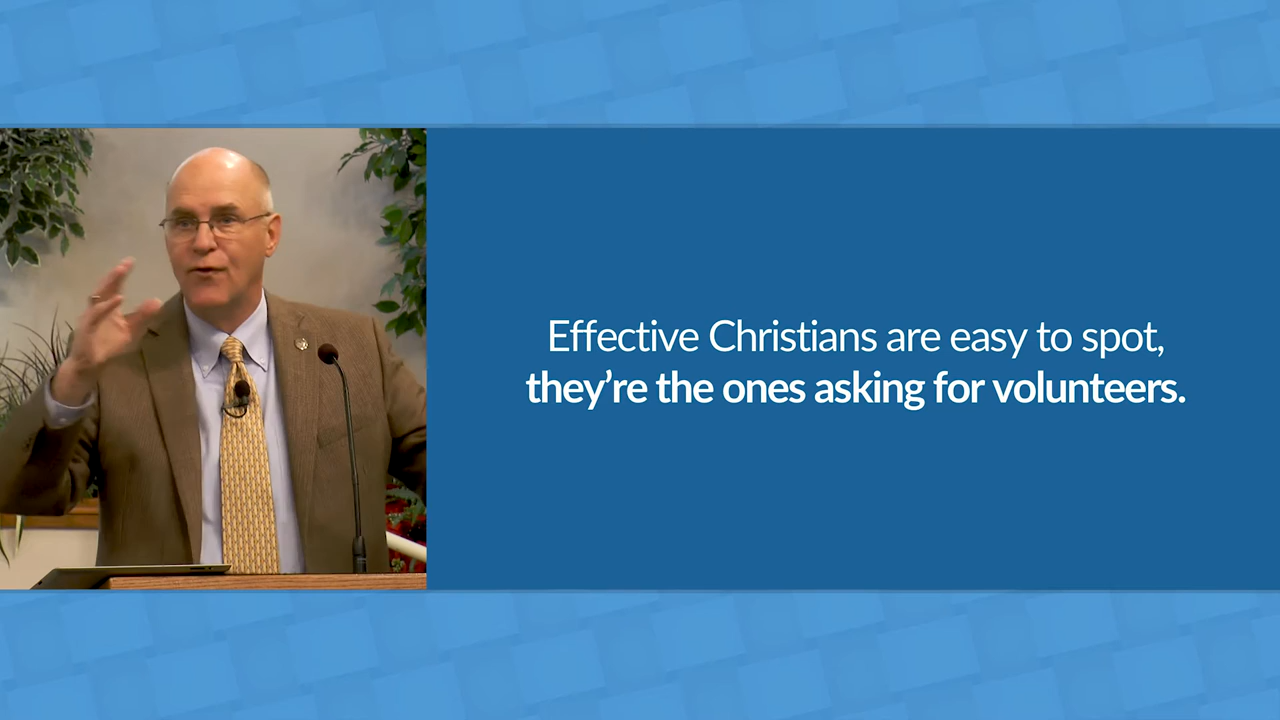 Effective Christians are easy to spot,
they’re the ones asking for volunteers.